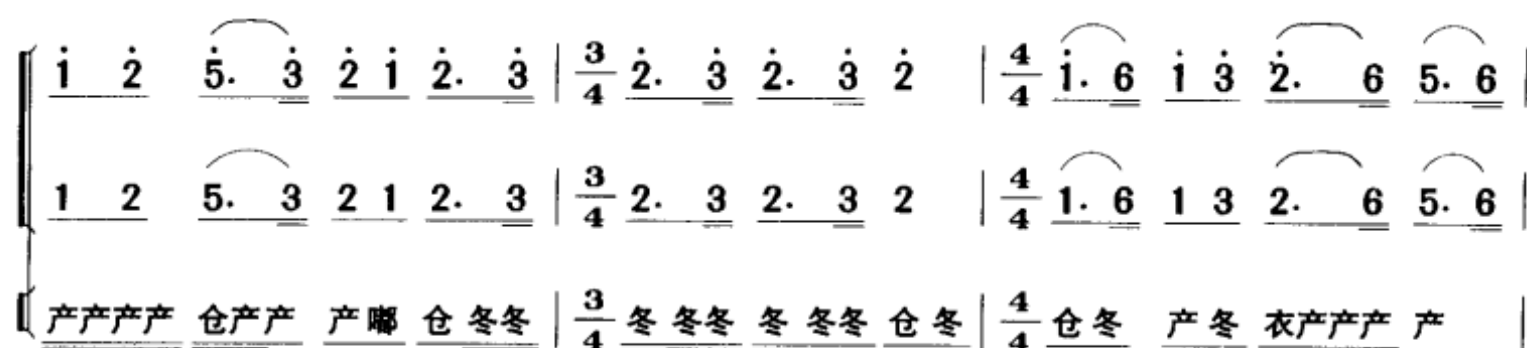 1̇ 2̇ 5̇. 3̇ 2̇ 1̇ 2̇. 3̇ | 3/4 2̇. 3̇ 2̇. 3̇ 2̇ | 4/4 1̇. 6 1̇ 3̇ 2̇. 6 5. 6 |
1 2 5. 3 2 1 2. 3 | 3/4 2. 3 2. 3 2 | 4/4 1. 6 1 3 2. 6 5. 6 |
产产产产 仓产产 产嘟 仓 冬冬 | 3/4 冬 冬冬 冬 冬冬 仓 冬 | 4/4 仓冬 产冬 衣产产产 产 |